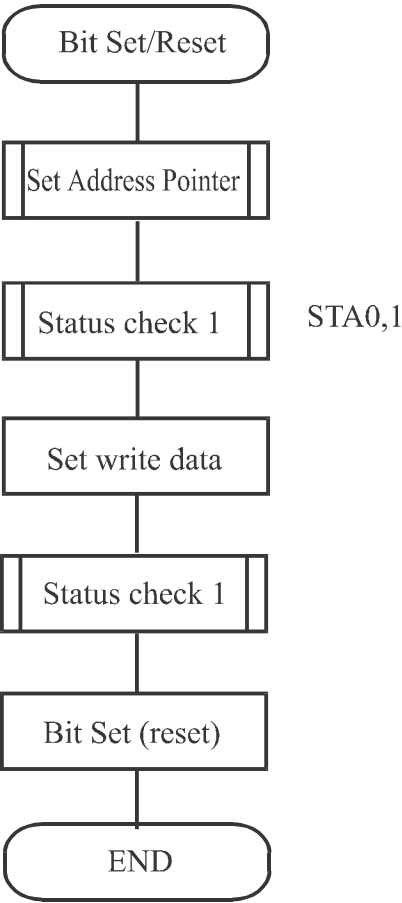 Bit Set/Reset
Set Address Pointer
Status check 1
STA0,1
Set write data
Status check 1
Bit Set (reset)
END